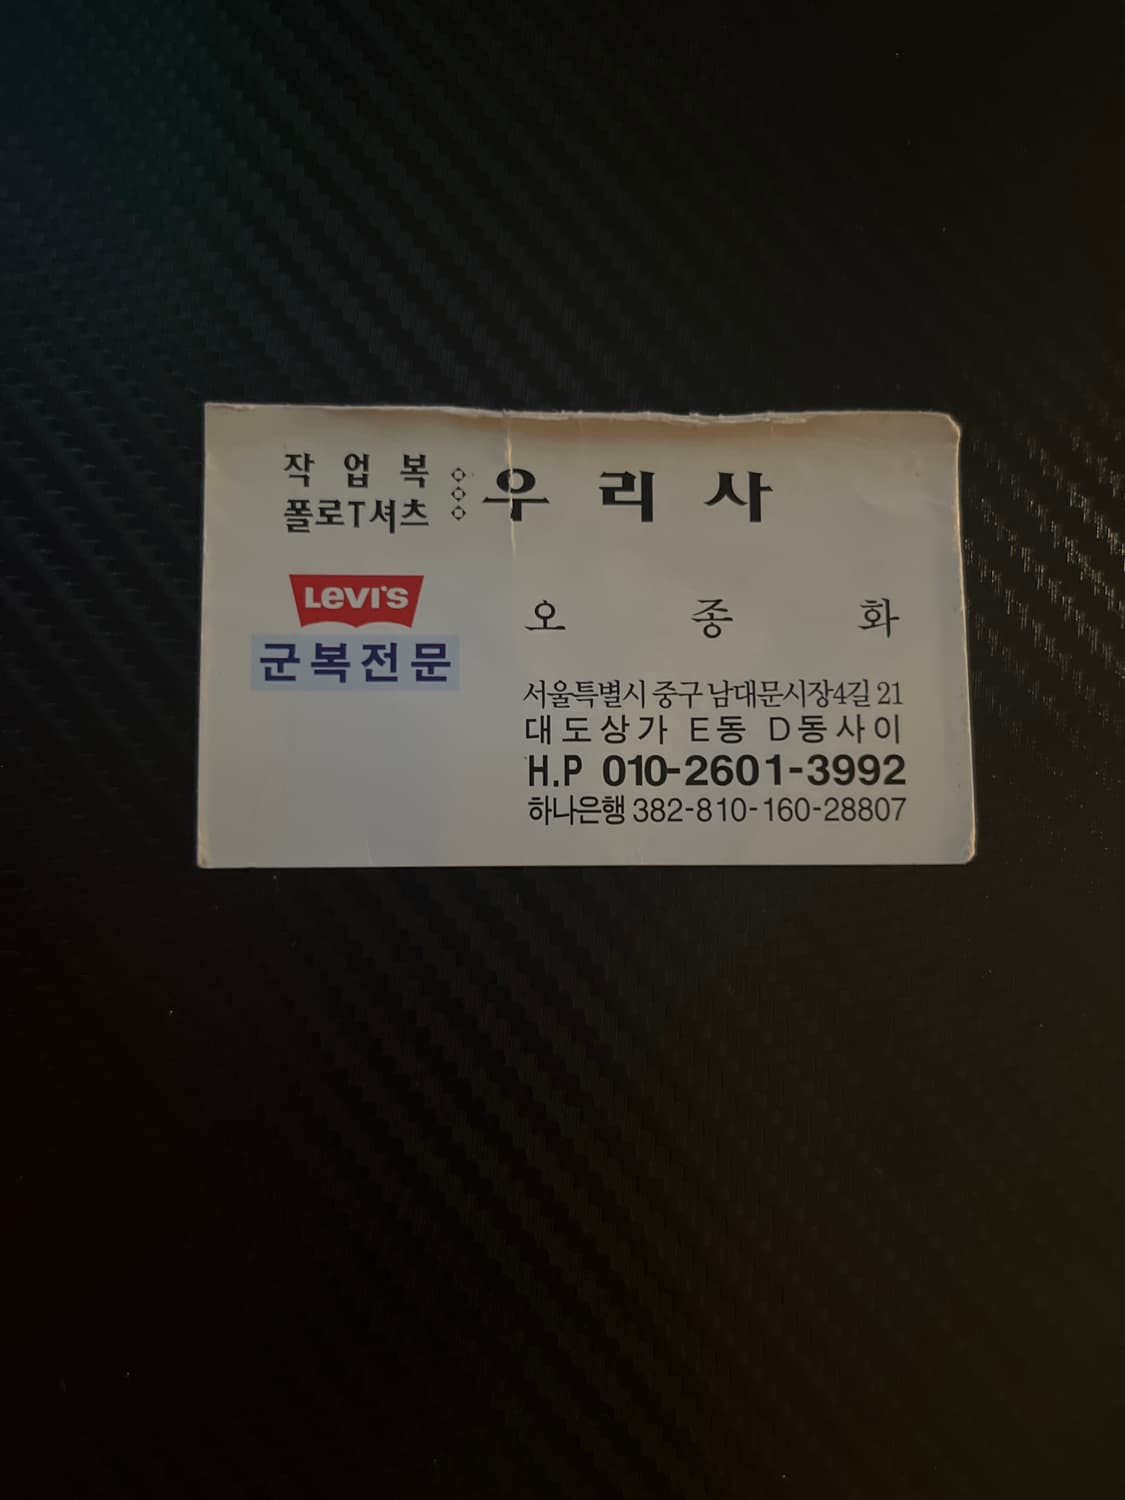 작업복
폴로T셔츠
우리사
LEVI'S
군복전문
오종화
서울특별시 중구 남대문시장4길 21
대도상가 E동 D동사이
H.P 010-2601-3992
하나은행 382-810-160-28807